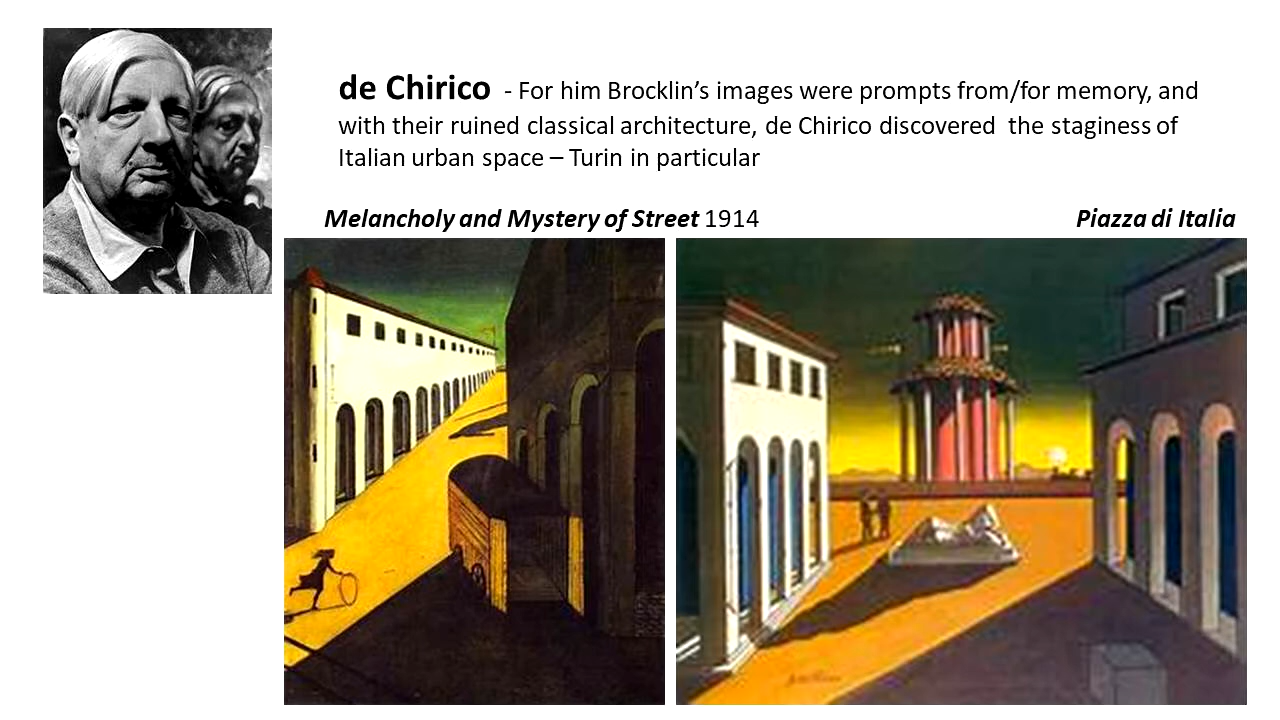 de Chirico - For him Brocklin’s images were prompts from/for memory, and
with their ruined classical architecture, de Chirico discovered the staginess of
Italian urban space – Turin in particular
Melancholy and Mystery of Street 1914
Piazza di Italia